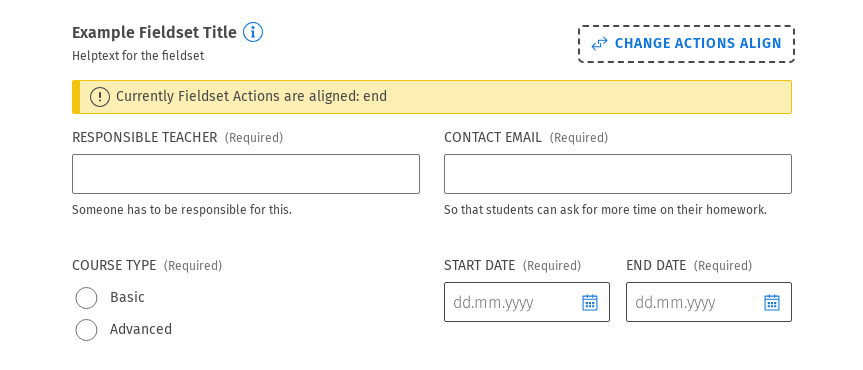 Example Fieldset Title
Helptext for the fieldset
CHANGE ACTIONS ALIGN
Currently Fieldset Actions are aligned: end
RESPONSIBLE TEACHER (Required)
CONTACT EMAIL (Required)
Someone has to be responsible for this.
So that students can ask for more time on their homework.
COURSE TYPE (Required)
START DATE (Required)
END DATE (Required)
Basic
dd.mm.yyyy
dd.mm.yyyy
Advanced